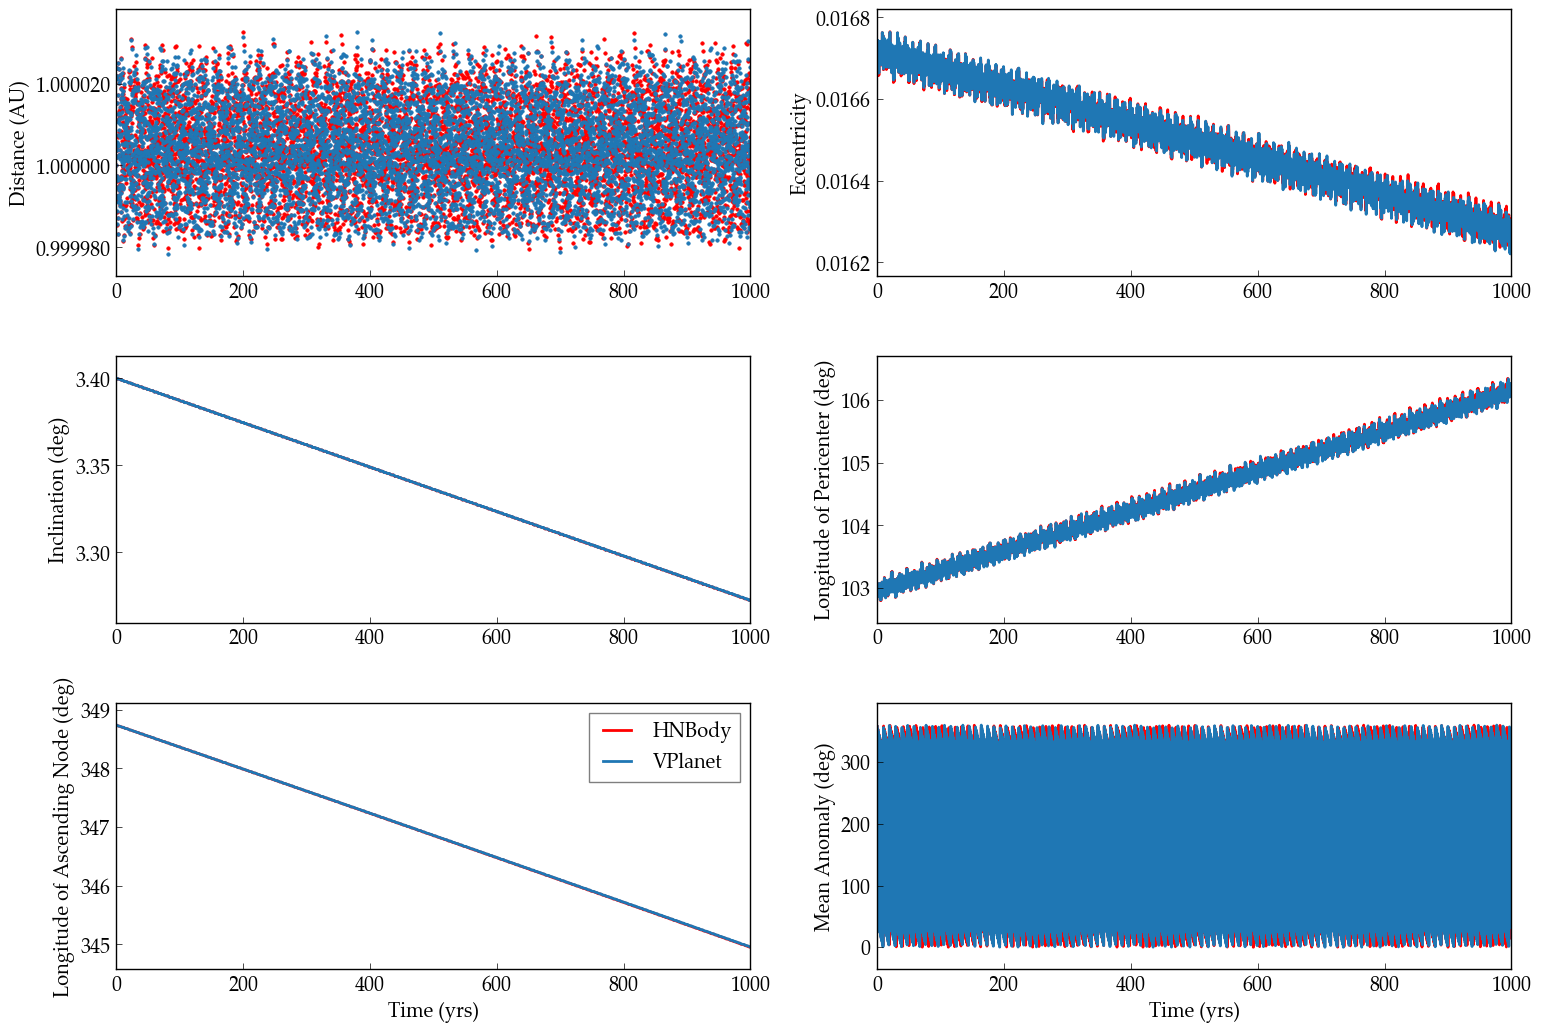 Distance (AU)
1.000020
1.000000
0.999980
0 200 400 600 800 1000
Eccentricity
0.0168
0.0166
0.0164
0.0162
0 200 400 600 800 1000
Inclination (deg)
3.40
3.35
3.30
0 200 400 600 800 1000
Longitude of Pericenter (deg)
106
105
104
103
0 200 400 600 800 1000
Longitude of Ascending Node (deg)
349
348
347
346
345
HNBody
VPlanet
0 200 400 600 800 1000
Time (yrs)
Mean Anomaly (deg)
300
200
100
0
0 200 400 600 800 1000
Time (yrs)